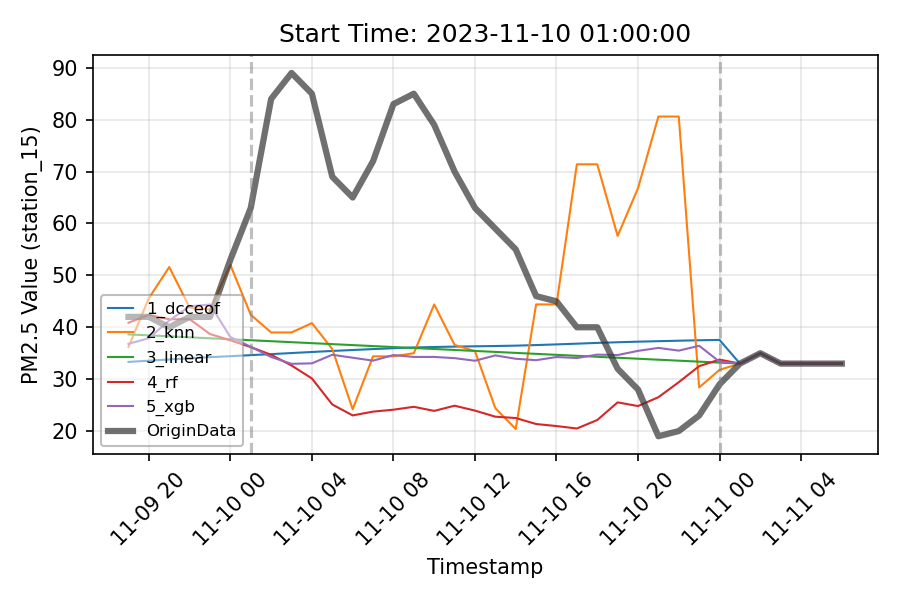 Start Time: 2023-11-10 01:00:00
PM2.5 Value (station_15)
90
80
70
60
50
40
30
20
1_dcceof
2_knn
3_linear
4_rf
5_xgb
OriginData
11-09 20
11-10 00
11-10 04
11-10 08
11-10 12
11-10 16
11-10 20
11-11 00
11-11 04
Timestamp